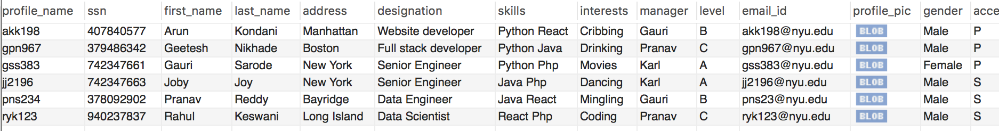 profile_name ssn first_name last_name address designation skills interests manager level email_id profile_pic gender acce
akk198 407840577 Arun Kondani Manhattan Website developer Python React Cribbing Gauri B akk198@nyu.edu BLOB Male P
gpn967 379486342 Geetesh Nikhade Boston Full stack developer Python Java Drinking Pranav C gpn967@nyu.edu BLOB Male P
gss383 742347661 Gauri Sarode New York Senior Engineer Python Php Movies Karl A gss383@nyu.edu BLOB Female P
jj2196 742347663 Joby Joy New York Senior Engineer Java Php Dancing Karl A jj2196@nyu.edu BLOB Male S
pns234 378092902 Pranav Reddy Bayridge Data Engineer Java React Mingling Gauri B pns23@nyu.edu BLOB Male S
ryk123 940237837 Rahul Keswani Long Island Data Scientist React Php Coding Pranav C ryk123@nyu.edu BLOB Male S